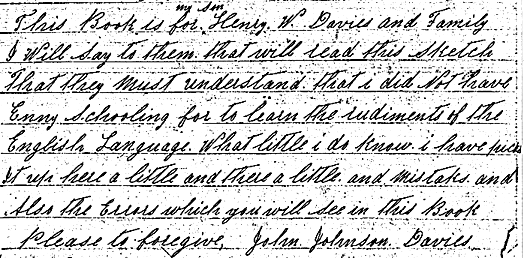 my son
This Book is for Henry. W. Davies and Family
I Will Say to them that will read this sketch
That they must understand that i did Not have
Enny schooling for to learn the rudiments of the
English Language. What little i do know i have pick
It up here a little and there a little. and mistaks. and
Also the Errors which you will see in this Book
Please to foregive, John Johnson Davies